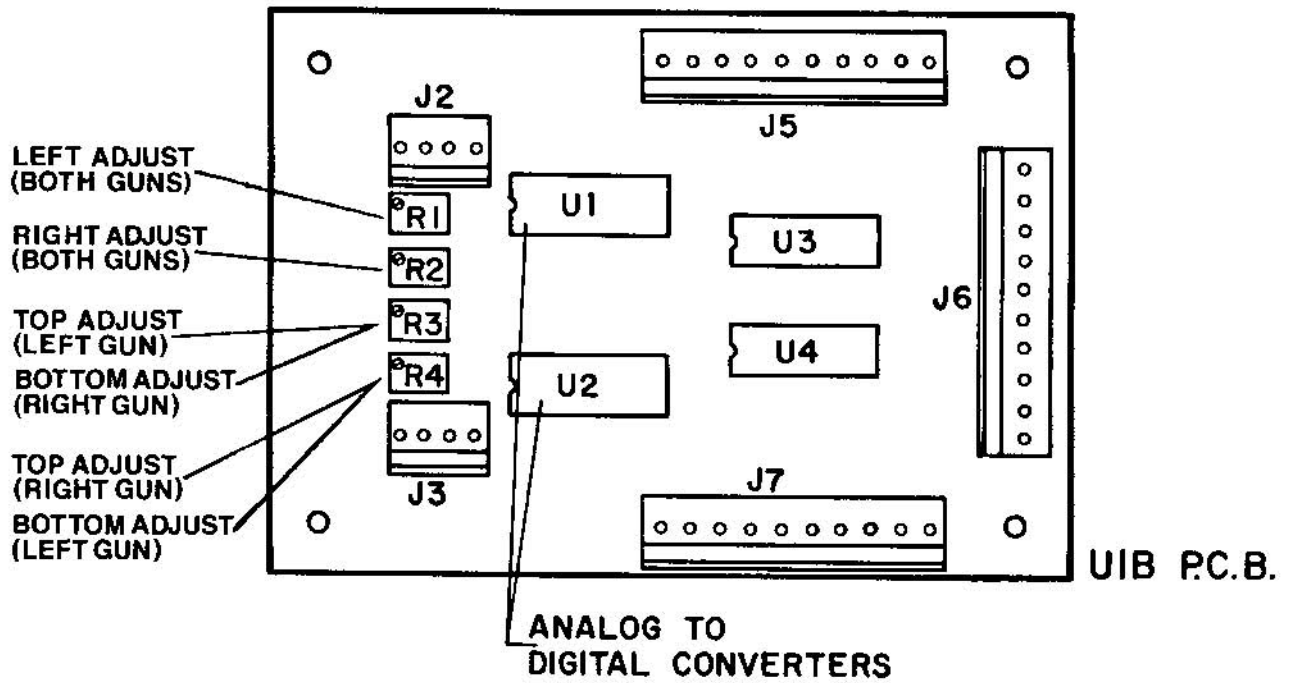 J2
J5
LEFT ADJUST
(BOTH GUNS)
R1
U1
RIGHT ADJUST
(BOTH GUNS)
R2
U3
J6
TOP ADJUST
(LEFT GUN)
R3
U4
BOTTOM ADJUST
(RIGHT GUN)
R4
U2
TOP ADJUST
(RIGHT GUN)
J3
J7
BOTTOM ADJUST
(LEFT GUN)
UIB P.C.B.
ANALOG TO
DIGITAL CONVERTERS